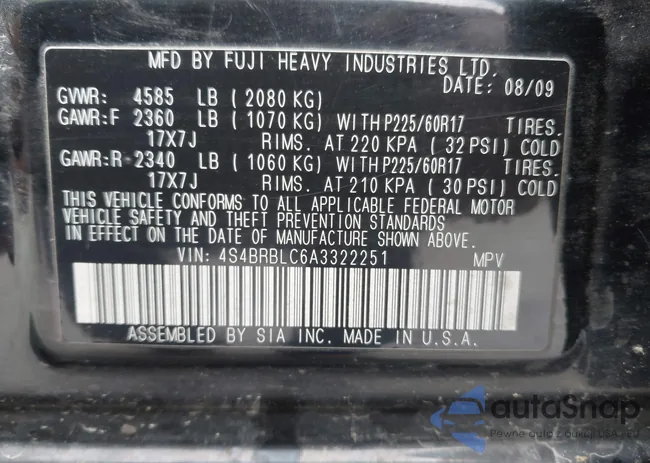 MFD BY FUJI HEAVY INDUSTRIES LTD.
DATE: 08/09
GVWR: 4585 LB ( 2080 KG)
GAWR:F 2360 LB ( 1070 KG) WITH P225/60R17 TIRES.
17X7J RIMS. AT 220 KPA ( 32 PSI) COLD
GAWR:R 2340 LB ( 1060 KG) WITH P225/60R17 TIRES.
17X7J RIMS. AT 210 KPA ( 30 PSI) COLD
THIS VEHICLE CONFORMS TO ALL APPLICABLE FEDERAL MOTOR
VEHICLE SAFETY AND THEFT PREVENTION STANDARDS
IN EFFECT ON THE DATE OF MANUFACTURE SHOWN ABOVE.
VIN: 4S4BRBLC6A3322251 MPV
ASSEMBLED BY SIA INC. MADE IN U.S.A.
autoSnap
Pewne auto z aukcji